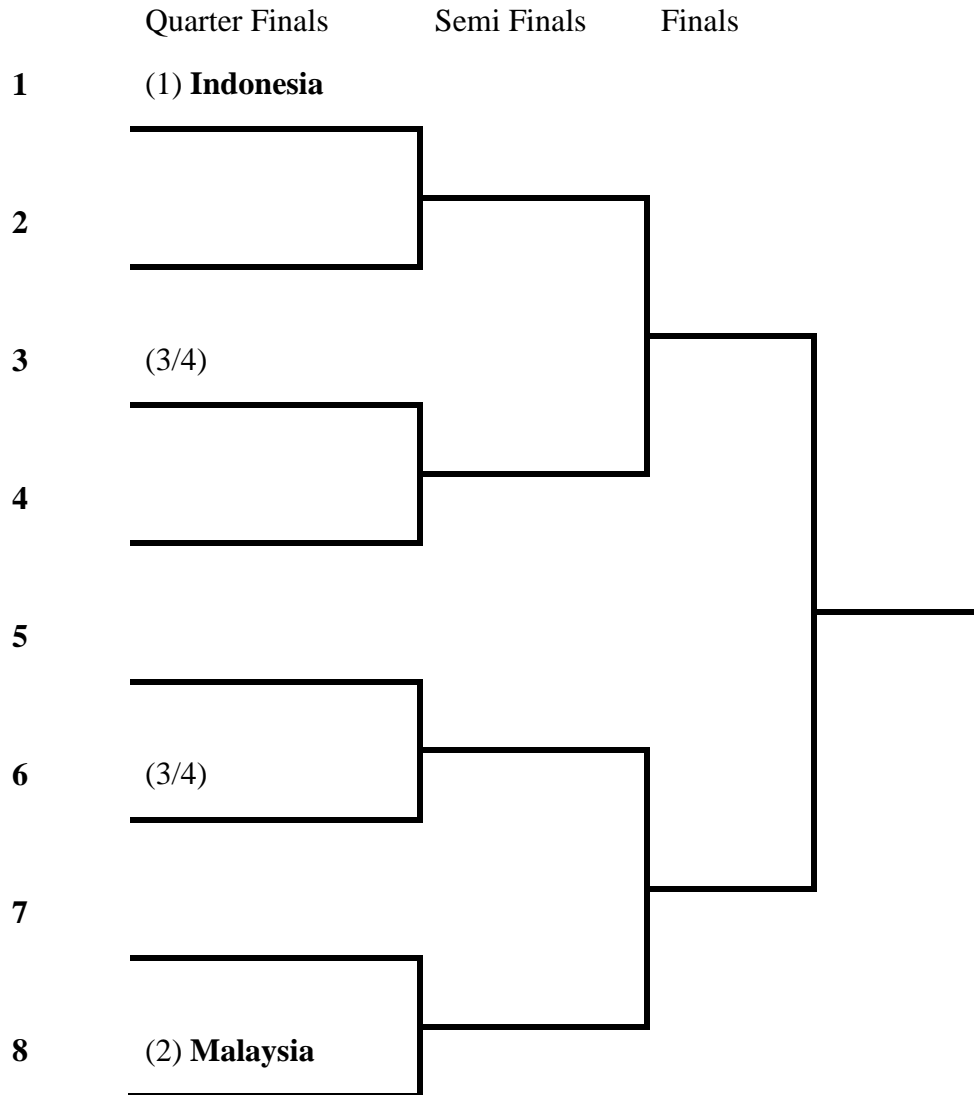 Quarter Finals Semi Finals Finals
1 (1) Indonesia
2
3 (3/4)
4
5
6 (3/4)
7
8 (2) Malaysia